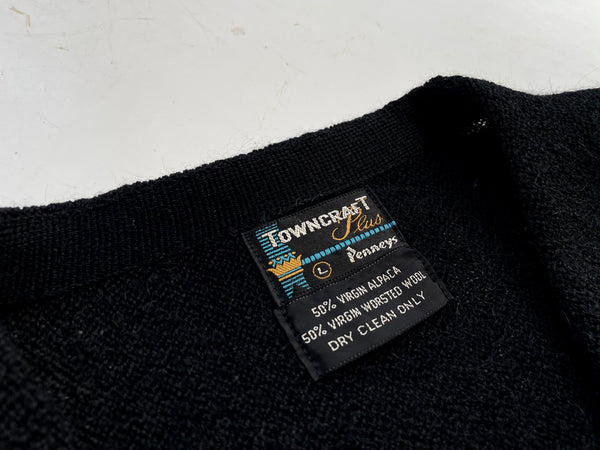 TOWNCRAFT
Plus
L Penneys
50% VIRGIN ALPACA
50% VIRGIN WORSTED WOOL
DRY CLEAN ONLY